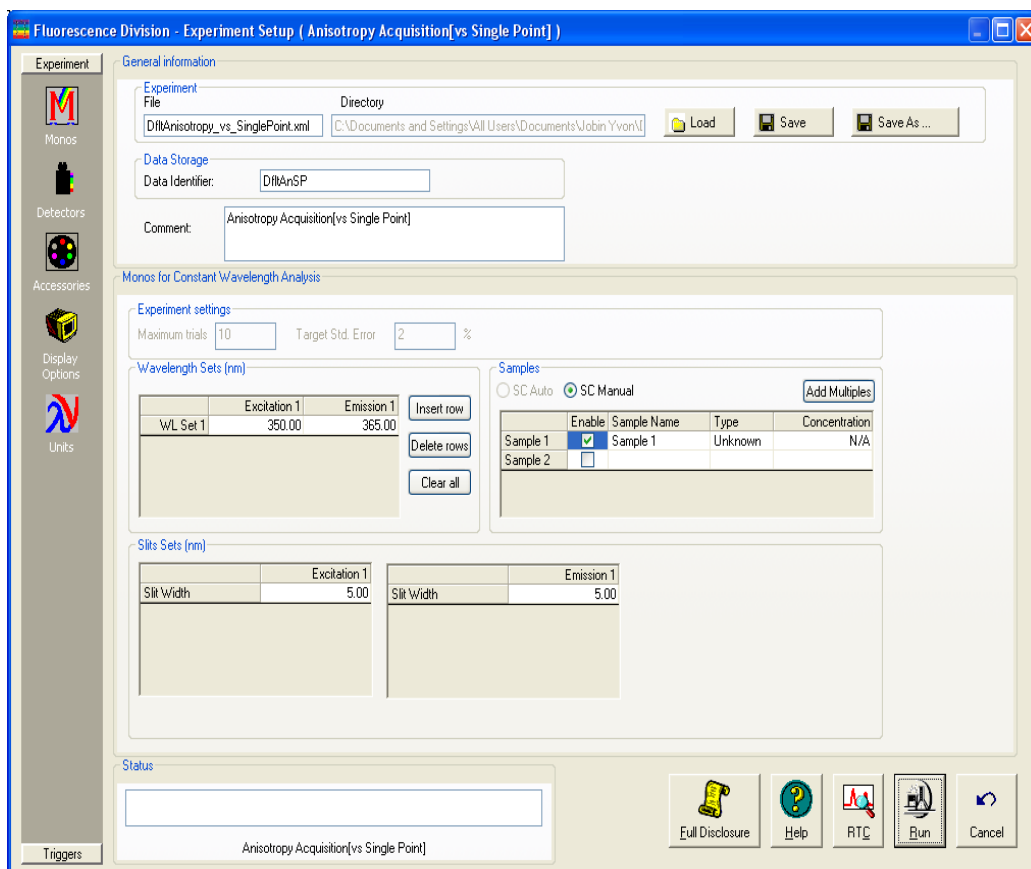 Fluorescence Division - Experiment Setup ( Anisotropy Acquisition[vs Single Point] )
Experiment
Monos
Detectors
Accessories
Display
Options
Units
Triggers
General information
Experiment
File Directory
DfltAnisotropy_vs_SinglePoint.xml C:\Documents and Settings\All Users\Documents\Jobin Yvon\ Load Save Save As ...
Data Storage
Data Identifier: DfltAnSP
Comment: Anisotropy Acquisition[vs Single Point]
Monos for Constant Wavelength Analysis
Experiment settings
Maximum trials 10 Target Std. Error 2 %
Wavelength Sets (nm)
Excitation 1 Emission 1
WL Set 1 350.00 365.00
Insert row
Delete rows
Clear all
Samples
SC Auto SC Manual Add Multiples
Enable Sample Name Type Concentration
Sample 1 Sample 1 Unknown N/A
Sample 2
Slits Sets (nm)
Excitation 1
Slit Width 5.00
Emission 1
Slit Width 5.00
Status
Anisotropy Acquisition[vs Single Point]
Full Disclosure Help RTC Run Cancel